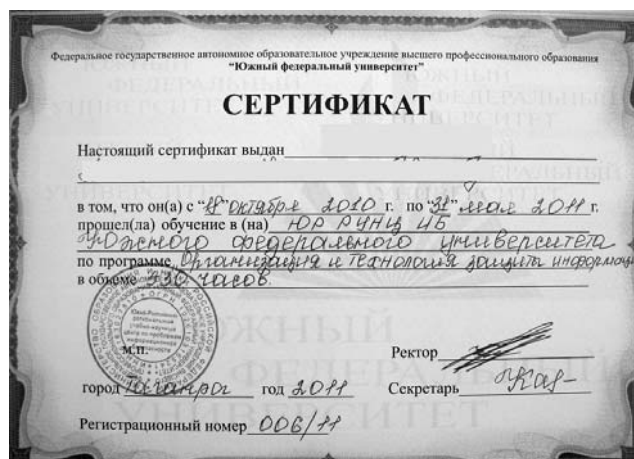 Федеральное государственное автономное образовательное учреждение высшего профессионального образования
“Южный федеральный университет”
СЕРТИФИКАТ
Настоящий сертификат выдан
в том, что он(а) с “18” октября 2010 г. по “31” мая 2011 г.
прошел(ла) обучение в (на) ЮР РУНЦ ИБ
Южного федерального университета
по программе Организация и технология защиты информации
в объеме 530 часов.
М.П.
Ректор
город Таганрог год 2011 Секретарь
Регистрационный номер 006/11